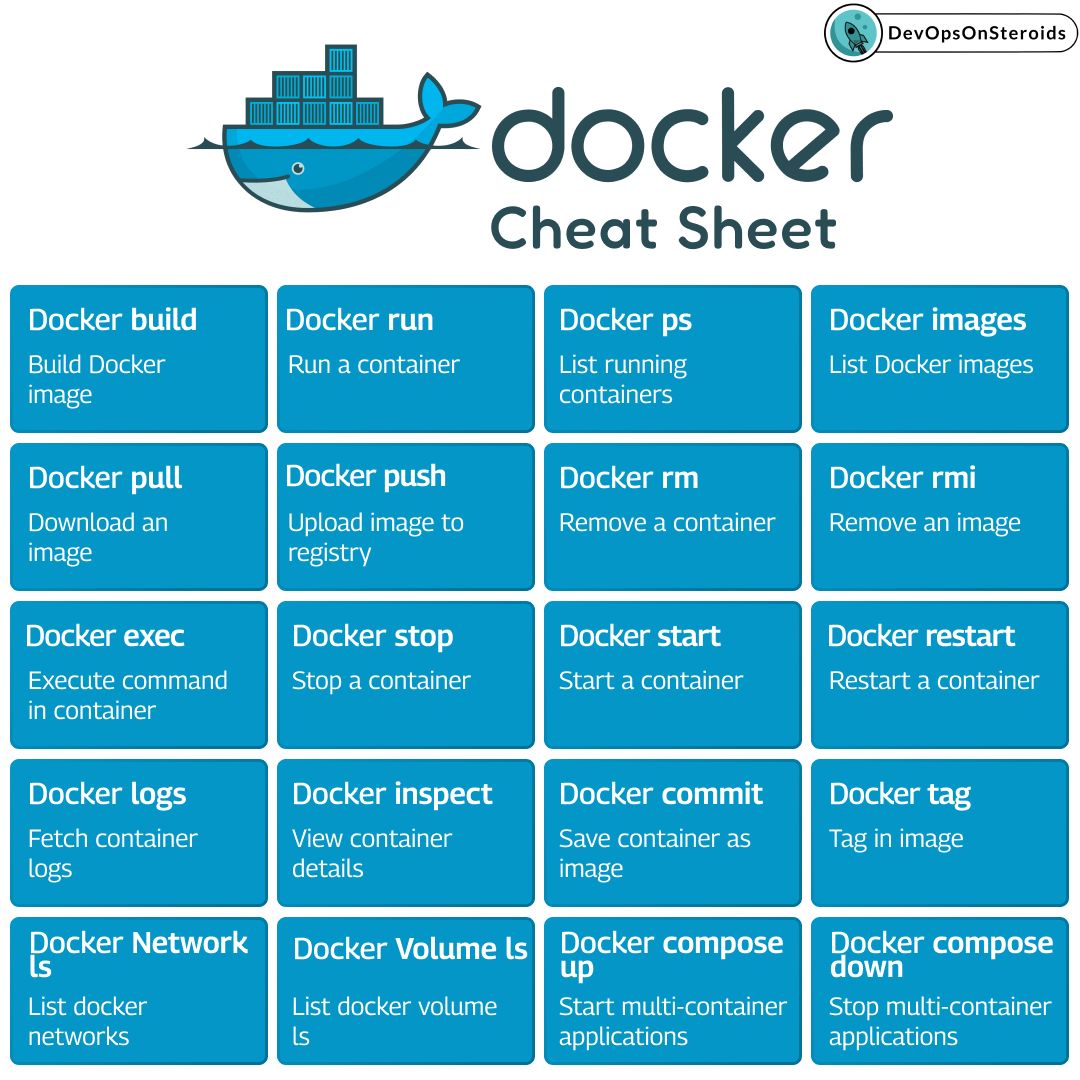 DevOpsOnSteroids
docker
Cheat Sheet
Docker build
Build Docker
image
Docker run
Run a container
Docker ps
List running
containers
Docker images
List Docker images
Docker pull
Download an
image
Docker push
Upload image to
registry
Docker rm
Remove a container
Docker rmi
Remove an image
Docker exec
Execute command
in container
Docker stop
Stop a container
Docker start
Start a container
Docker restart
Restart a container
Docker logs
Fetch container
logs
Docker inspect
View container
details
Docker commit
Save container as
image
Docker tag
Tag in image
Docker Network
ls
List docker
networks
Docker Volume ls
List docker volume
ls
Docker compose
up
Start multi-container
applications
Docker compose
down
Stop multi-container
applications